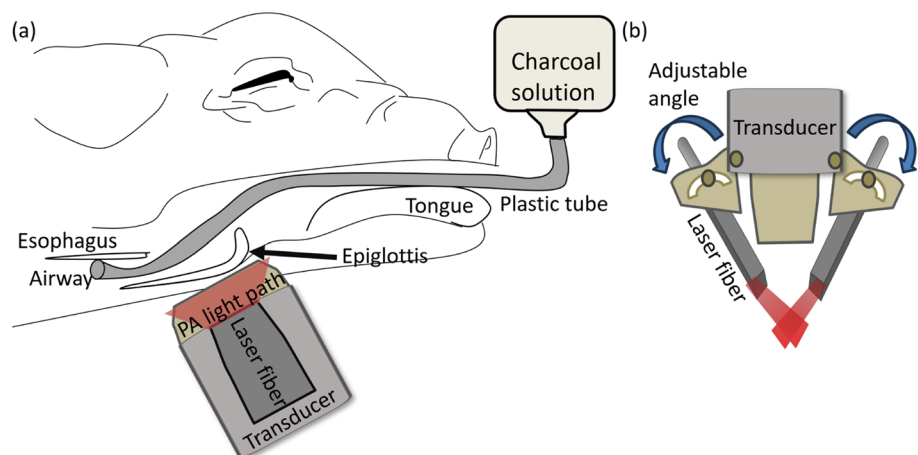 (a)
Charcoal
solution
Tongue
Plastic tube
Esophagus
Airway
Epiglottis
PA light path
Laser fiber
Transducer
(b)
Adjustable
angle
Transducer
Laser fiber